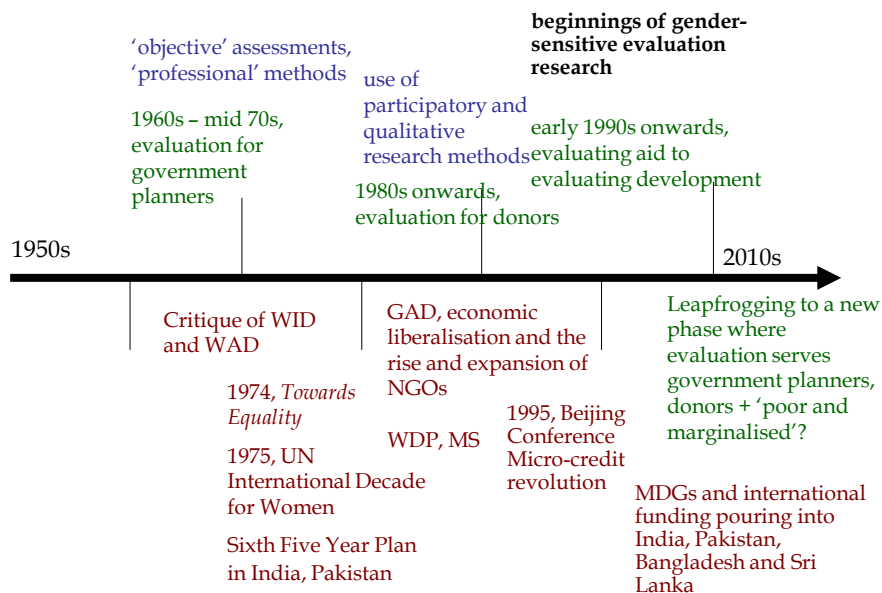 'objective' assessments,
'professional' methods
1960s – mid 70s,
evaluation for
government
planners
use of
participatory and
qualitative
research methods
1980s onwards,
evaluation for donors
beginnings of gender-
sensitive evaluation
research
early 1990s onwards,
evaluating aid to
evaluating development
1950s
2010s
Critique of WID
and WAD
1974, Towards
Equality
1975, UN
International Decade
for Women
Sixth Five Year Plan
in India, Pakistan
GAD, economic
liberalisation and the
rise and expansion of
NGOs
WDP, MS
1995, Beijing
Conference
Micro-credit
revolution
Leapfrogging to a new
phase where
evaluation serves
government planners,
donors + 'poor and
marginalised'?
MDGs and international
funding pouring into
India, Pakistan,
Bangladesh and Sri
Lanka